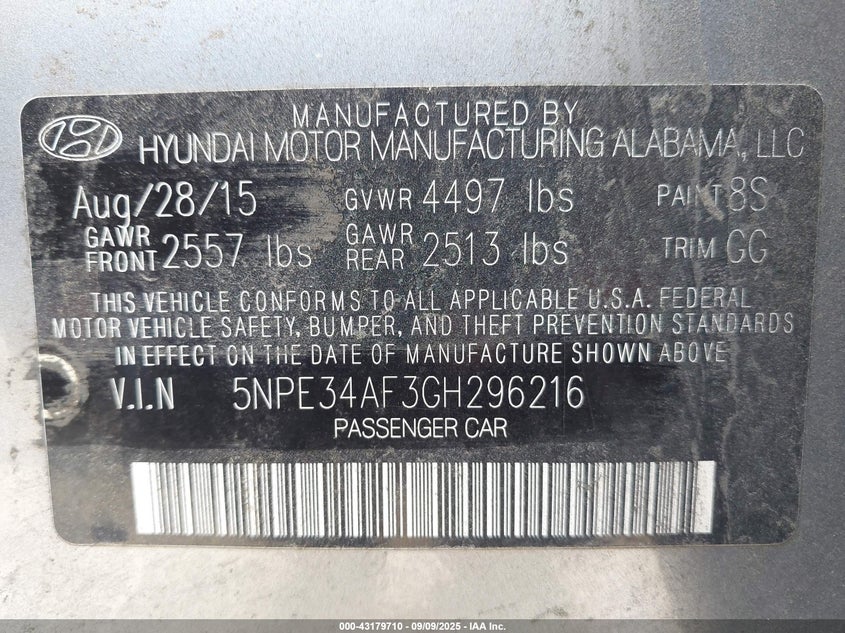 MANUFACTURED BY
HYUNDAI MOTOR MANUFACTURING ALABAMA, LLC
Aug/28/15 GVWR 4497 lbs PAINT 8S
GAWR FRONT 2557 lbs GAWR REAR 2513 lbs TRIM GG
THIS VEHICLE CONFORMS TO ALL APPLICABLE U.S.A. FEDERAL
MOTOR VEHICLE SAFETY, BUMPER, AND THEFT PREVENTION STANDARDS
IN EFFECT ON THE DATE OF MANUFACTURE SHOWN ABOVE
V.I.N 5NPE34AF3GH296216
PASSENGER CAR
000-43179710 - 09/09/2025 - IAA Inc.